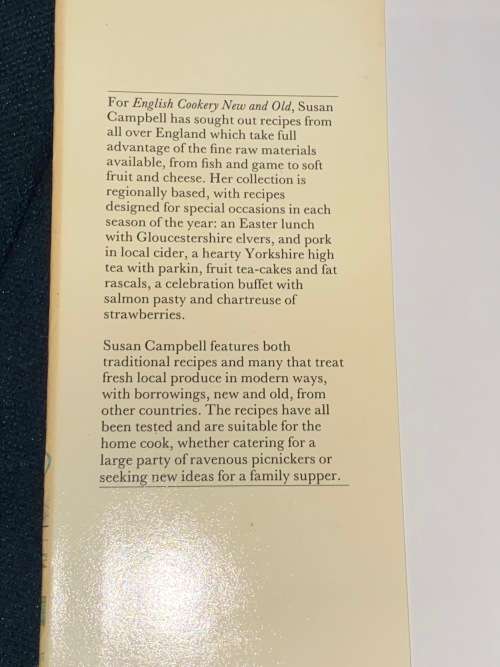 For English Cookery New and Old, Susan
Campbell has sought out recipes from
all over England which take full
advantage of the fine raw materials
available, from fish and game to soft
fruit and cheese. Her collection is
regionally based, with recipes
designed for special occasions in each
season of the year: an Easter lunch
with Gloucestershire elvers, and pork
in local cider, a hearty Yorkshire high
tea with parkin, fruit tea-cakes and fat
rascals, a celebration buffet with
salmon pasty and chartreuse of
strawberries.
Susan Campbell features both
traditional recipes and many that treat
fresh local produce in modern ways,
with borrowings, new and old, from
other countries. The recipes have all
been tested and are suitable for the
home cook, whether catering for a
large party of ravenous picnickers or
seeking new ideas for a family supper.